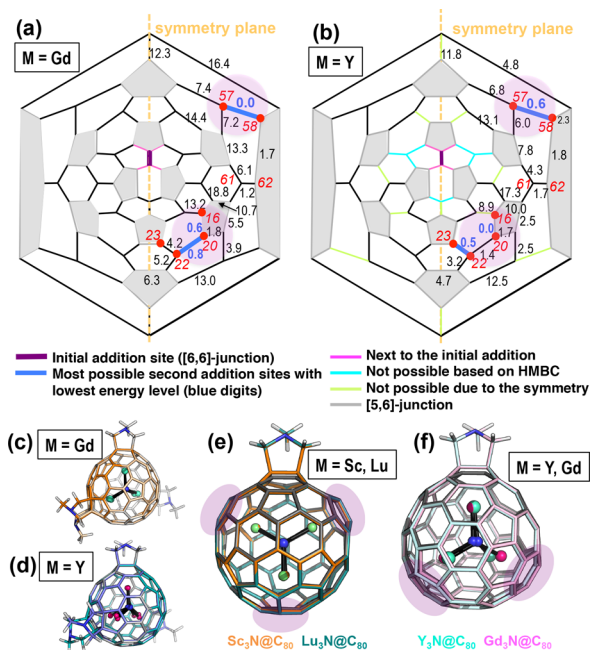 (a)
symmetry plane
(b)
M = Gd
M = Y
12.3
16.4
7.4
57
0.0
14.4
7.2
58
13.3
1.7
6.1
61
62
1.2
18.8
13.2
16
10.7
5.5
0.6
1.8
23
4.2
20
3.9
5.2
22
0.8
6.3
13.0
11.8
4.8
6.8
57
0.6
13.1
6.0
58
2.3
7.8
1.8
4.3
61
62
1.7
17.3
8.9
10.0
16
2.5
0.0
1.7
23
0.5
20
2.5
3.2
1.4
22
4.7
12.5
Initial addition site ([6,6]-junction)
Most possible second addition sites with
lowest energy level (blue digits)
Next to the initial addition
Not possible based on HMBC
Not possible due to the symmetry
[5,6]-junction
(c)
M = Gd
(d)
M = Y
(e)
M = Sc, Lu
Sc3N@C80 Lu3N@C80
(f)
M = Y, Gd
Y3N@C80 Gd3N@C80